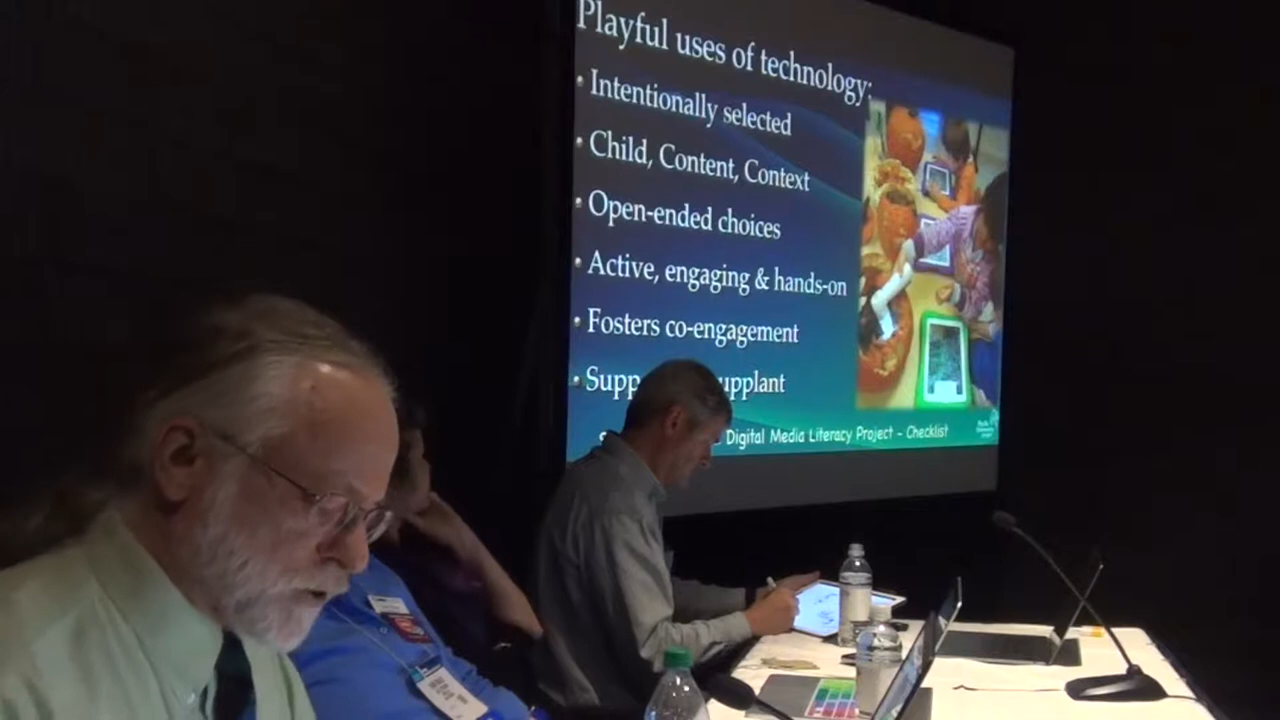 Playful uses of technology:
• Intentionally selected
• Child, Content, Context
• Open-ended choices
• Active, engaging & hands-on
• Fosters co-engagement
• Supp upplant
Digital Media Literacy Project - Checklist